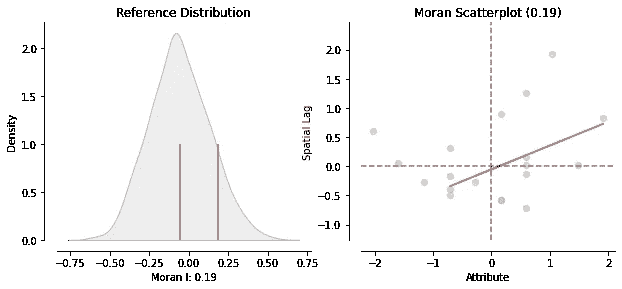 Reference Distribution
Density
2.0
1.5
1.0
0.5
0.0
−0.75 −0.50 −0.25 0.00 0.25 0.50 0.75
Moran I: 0.19
Moran Scatterplot (0.19)
Spatial Lag
2.0
1.5
1.0
0.5
0.0
−0.5
−1.0
−2 −1 0 1 2
Attribute